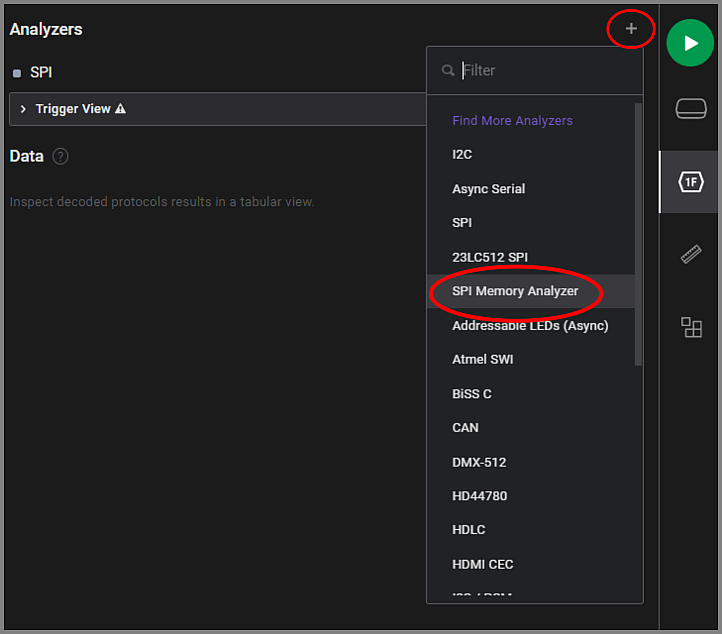 Analyzers
+
SPI
Filter
Trigger View
Data ?
Find More Analyzers
I2C
1F
Async Serial
Inspect decoded protocols results in a tabular view.
SPI
23LC512 SPI
SPI Memory Analyzer
Addressable LEDs (Async)
Atmel SWI
BiSS C
CAN
DMX-512
HD44780
HDLC
HDMI CEC